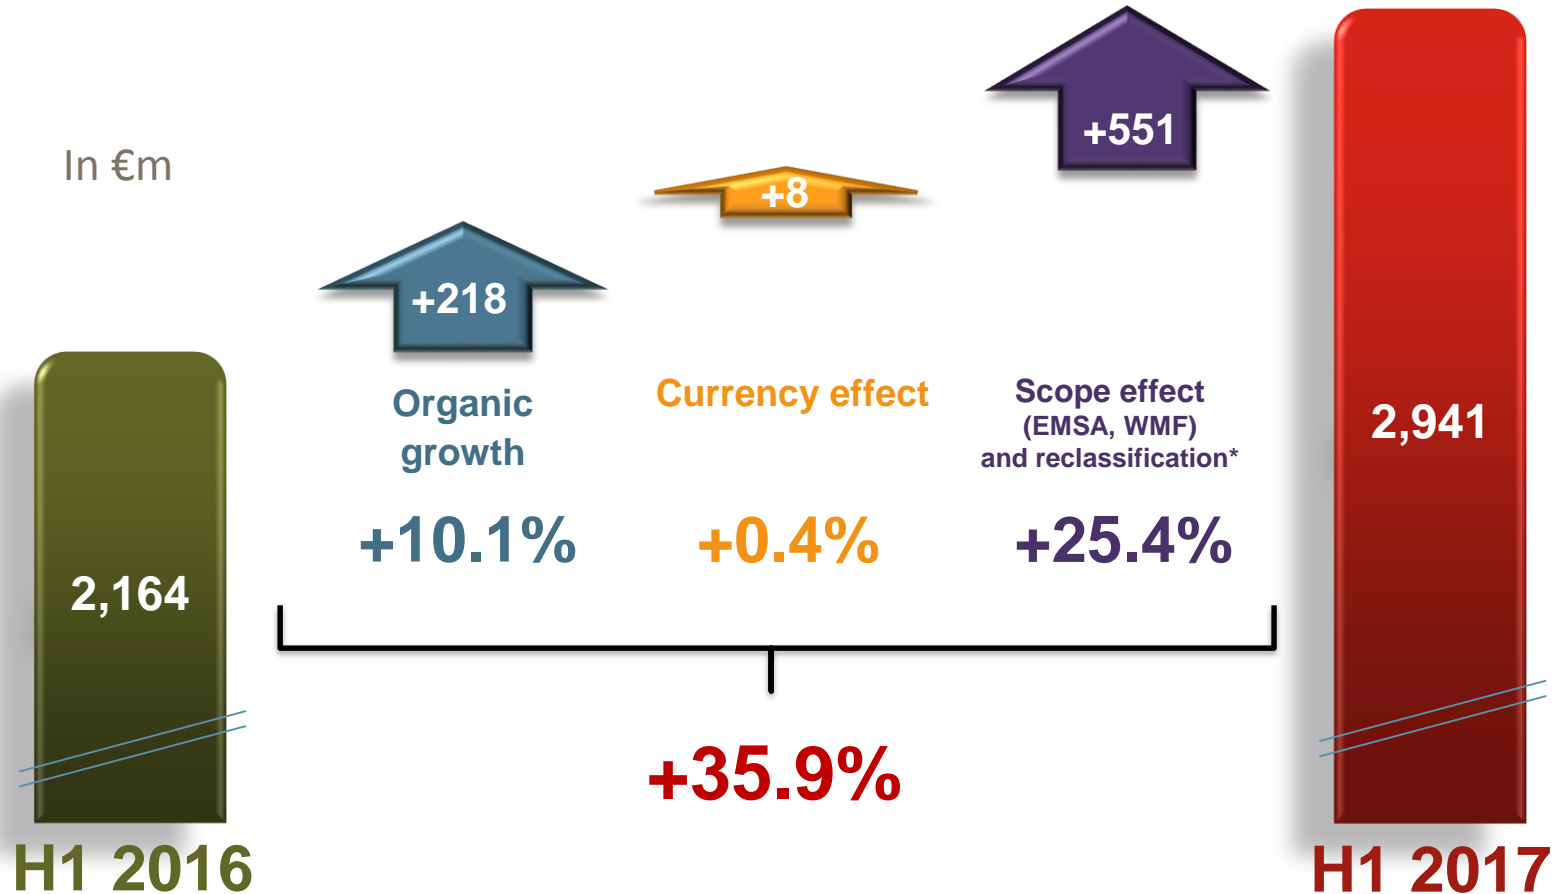 In €m
+218
+8
+551
Organic
growth
+10.1%
Currency effect
+0.4%
Scope effect
(EMSA, WMF)
and reclassification*
+25.4%
2,164
2,941
+35.9%
H1 2016
H1 2017